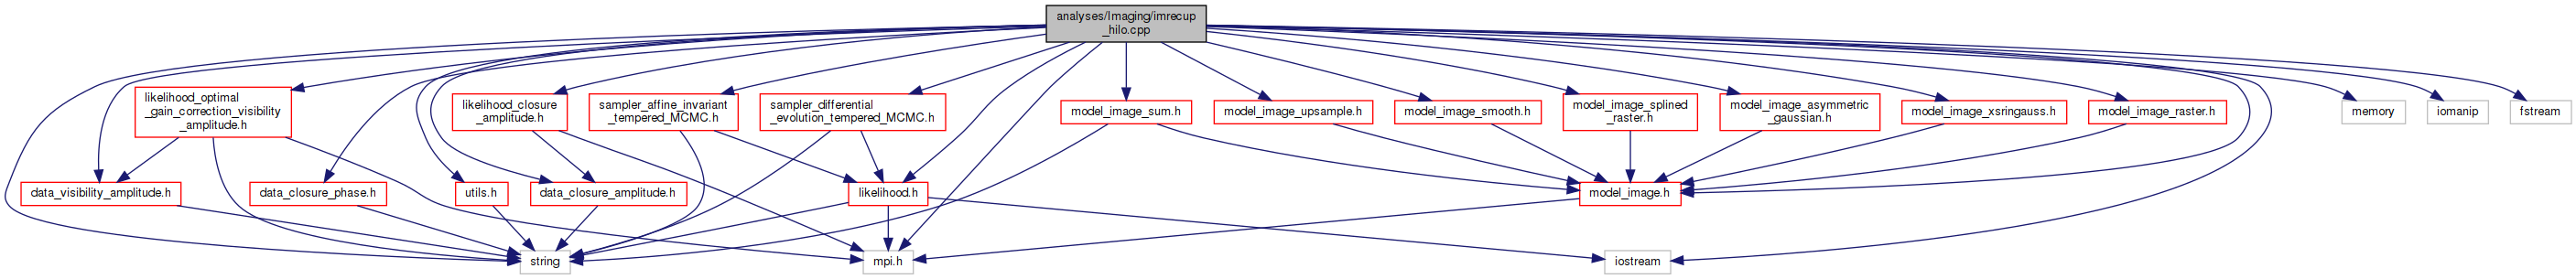 analyses/Imaging/imrecup
_hilo.cpp
likelihood_optimal
_gain_correction_visibility
_amplitude.h
likelihood_closure
_amplitude.h
sampler_affine_invariant
_tempered_MCMC.h
sampler_differential
_evolution_tempered_MCMC.h
model_image_sum.h
model_image_upsample.h
model_image_smooth.h
model_image_splined
_raster.h
model_image_asymmetric
_gaussian.h
model_image_xsringauss.h
model_image_raster.h
memory
iomanip
fstream
data_visibility_amplitude.h
data_closure_phase.h
utils.h
data_closure_amplitude.h
likelihood.h
model_image.h
string
mpi.h
iostream